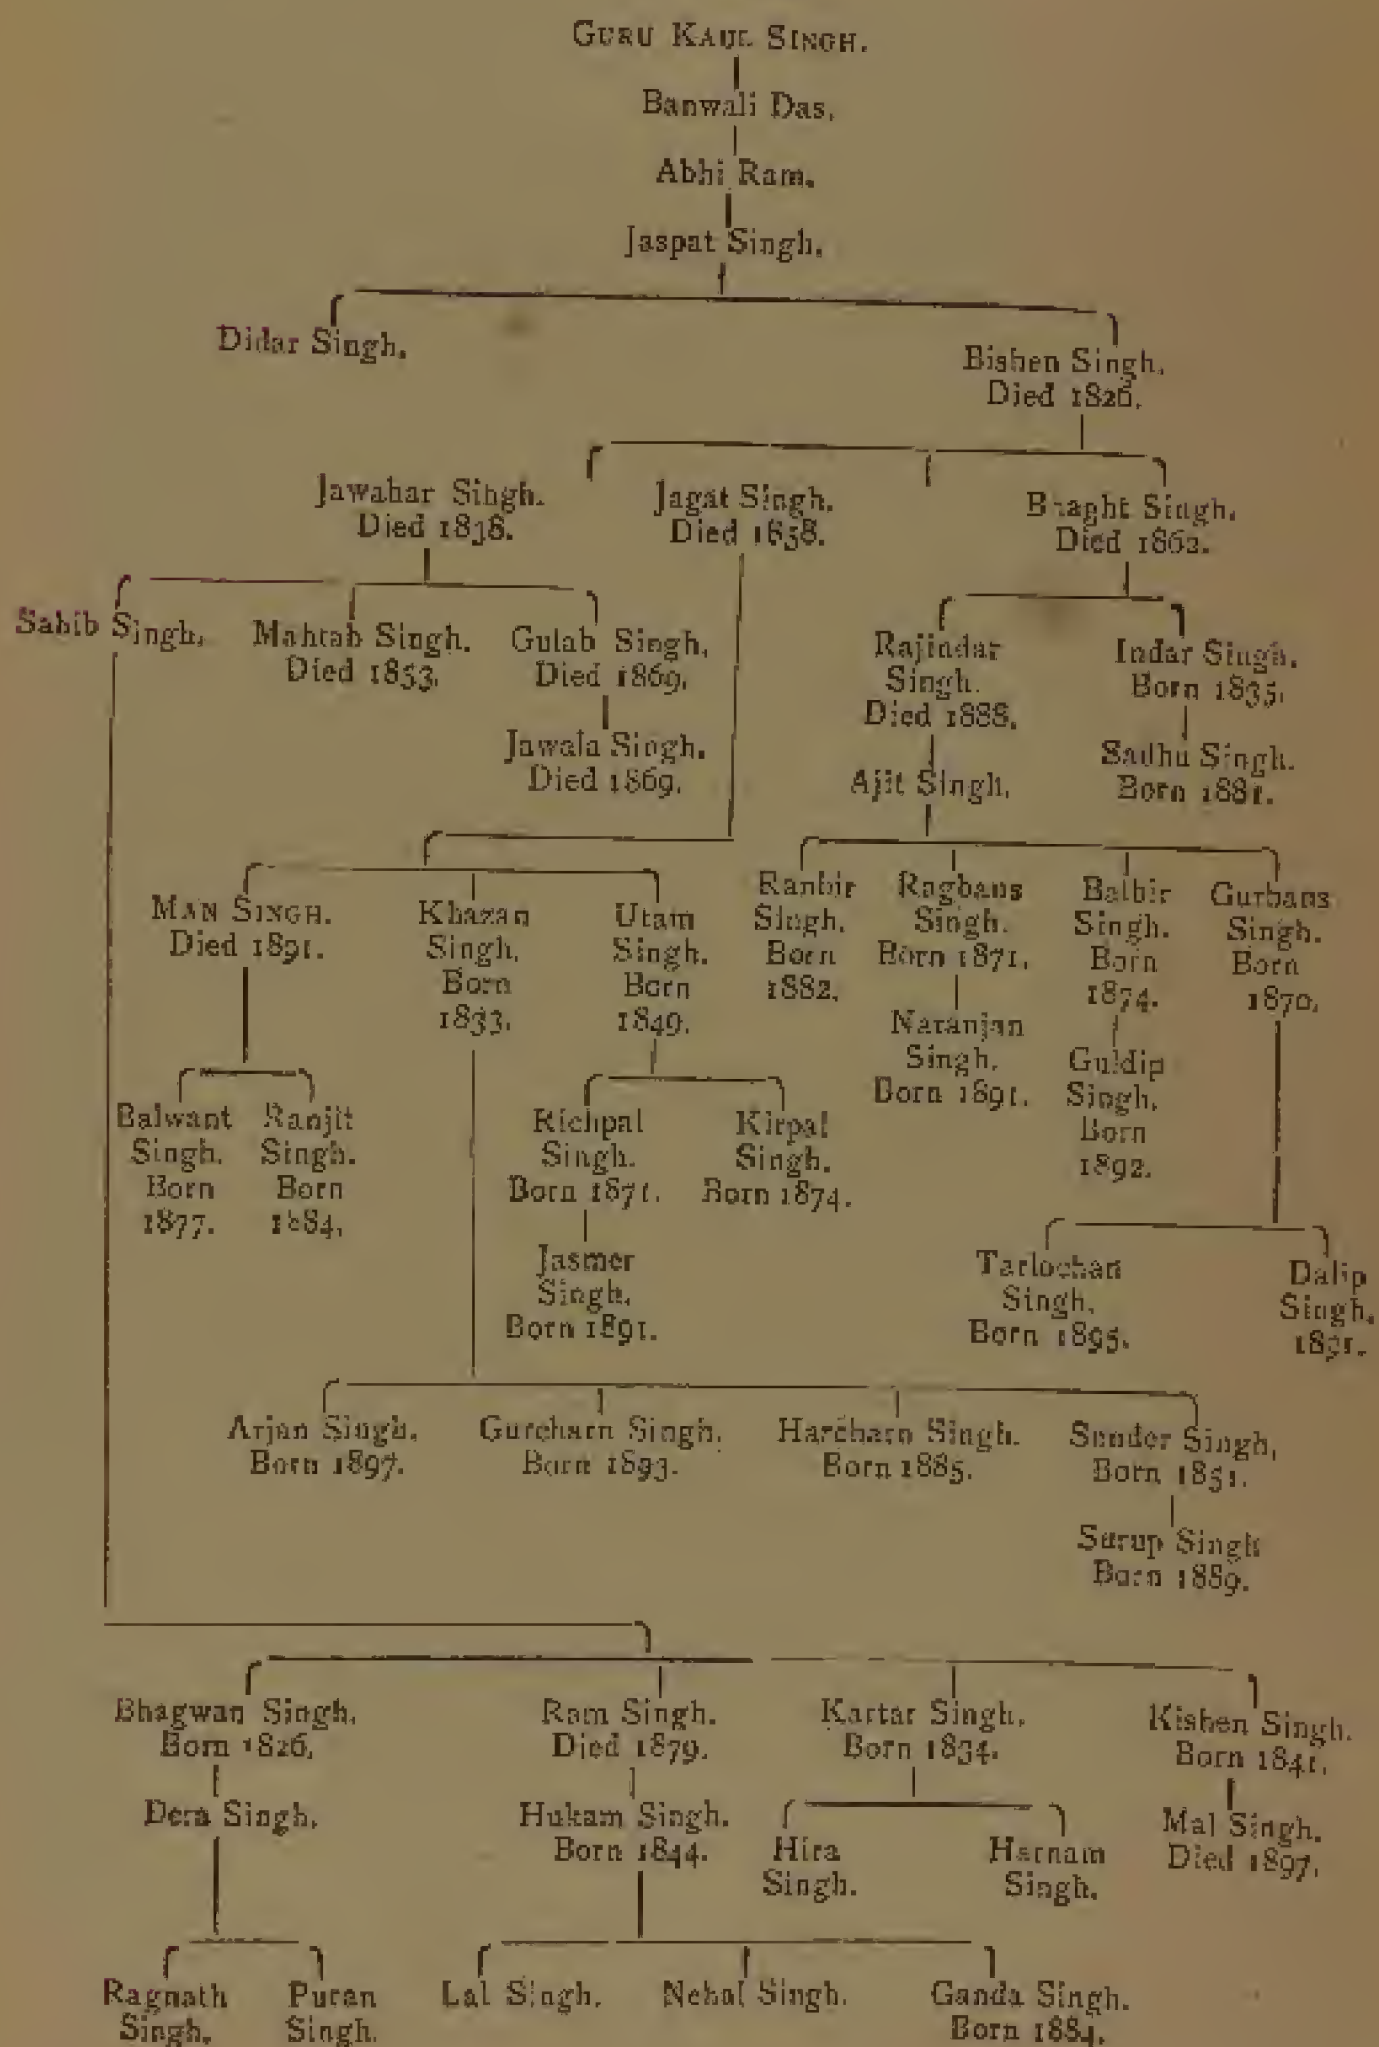 GURU KAUL SINGH.
Banwali Das.
Abhi Ram.
Jaspat Singh.
Didar Singh.
Bishen Singh.
Died 1826.
Jawahar Singh.
Died 1838.
Jagat Singh.
Died 1858.
Bhaght Singh.
Died 1862.
Sahib Singh.
Mahtab Singh.
Died 1853.
Gulab Singh.
Died 1869.
Jawala Singh.
Died 1869.
Rajindar
Singh.
Died 1888.
Ajit Singh.
Indar Singh.
Born 1835.
Sadhu Singh.
Born 1881.
MAN SINGH.
Died 1891.
Khazan
Singh.
Born
1833.
Utam
Singh.
Born
1849.
Ranbir
Singh.
Born
1882.
Ragbans
Singh.
Born 1871.
Naranjan
Singh.
Born 1891.
Balbir
Singh.
Born
1874.
Guldip
Singh.
Born
1892.
Gurbans
Singh.
Born
1870.
Balwant
Singh.
Born
1877.
Ranjit
Singh.
Born
1884.
Richpal
Singh.
Born 1871.
Kirpal
Singh.
Born 1874.
Jasmer
Singh.
Born 1891.
Tarlochan
Singh.
Born 1895.
Dalip
Singh.
1891.
Arjan Singh.
Born 1897.
Gurcharn Singh.
Born 1893.
Harcharn Singh.
Born 1885.
Sunder Singh.
Born 1851.
Surup Singh
Born 1889.
Bhagwan Singh.
Born 1826.
Ram Singh.
Died 1879.
Kartar Singh.
Born 1834.
Kishen Singh.
Born 1841.
Dera Singh.
Hukam Singh.
Born 1844.
Hira
Singh.
Harnam
Singh.
Mal Singh.
Died 1897.
Ragnath
Singh.
Puran
Singh.
Lal Singh.
Nehal Singh.
Ganda Singh.
Born 1884.